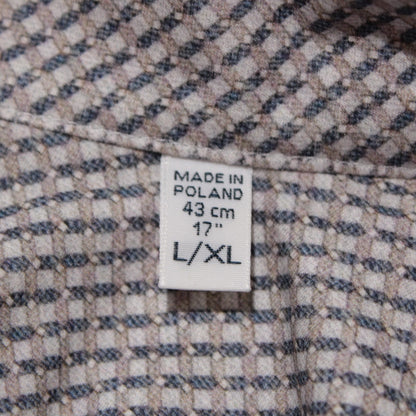 MADE IN
POLAND
43 cm
17"
L/XL